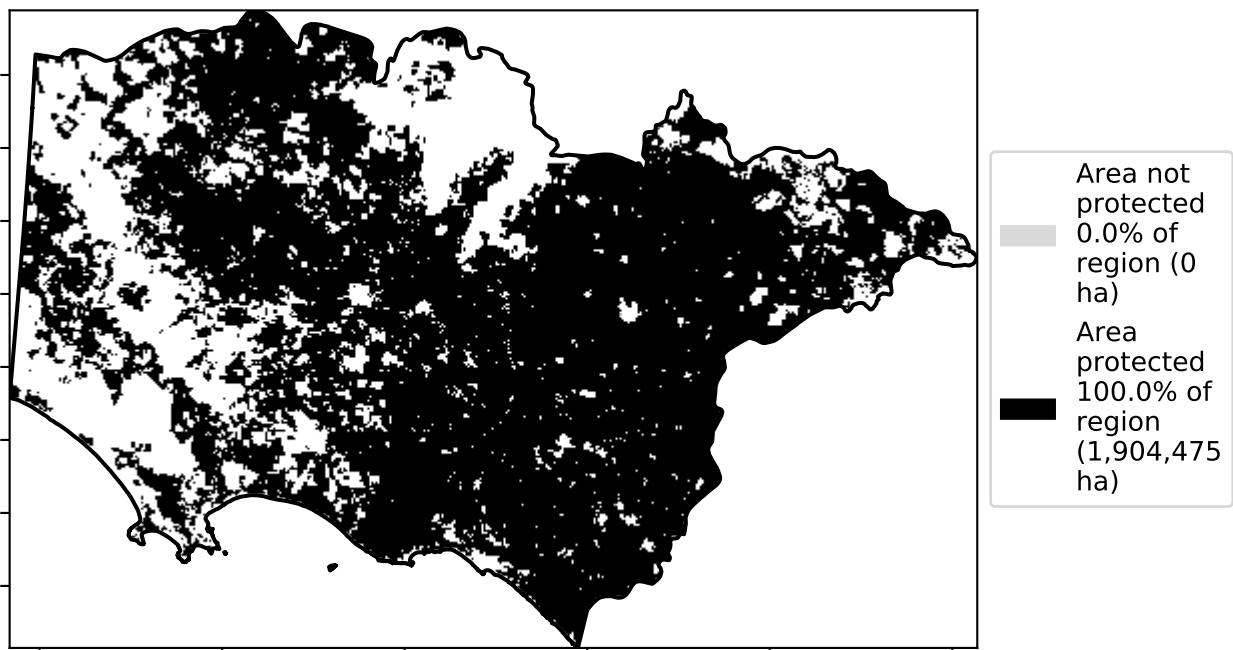 Area not
protected
0.0% of
region (0
ha)
Area
protected
100.0% of
region
(1,904,475
ha)